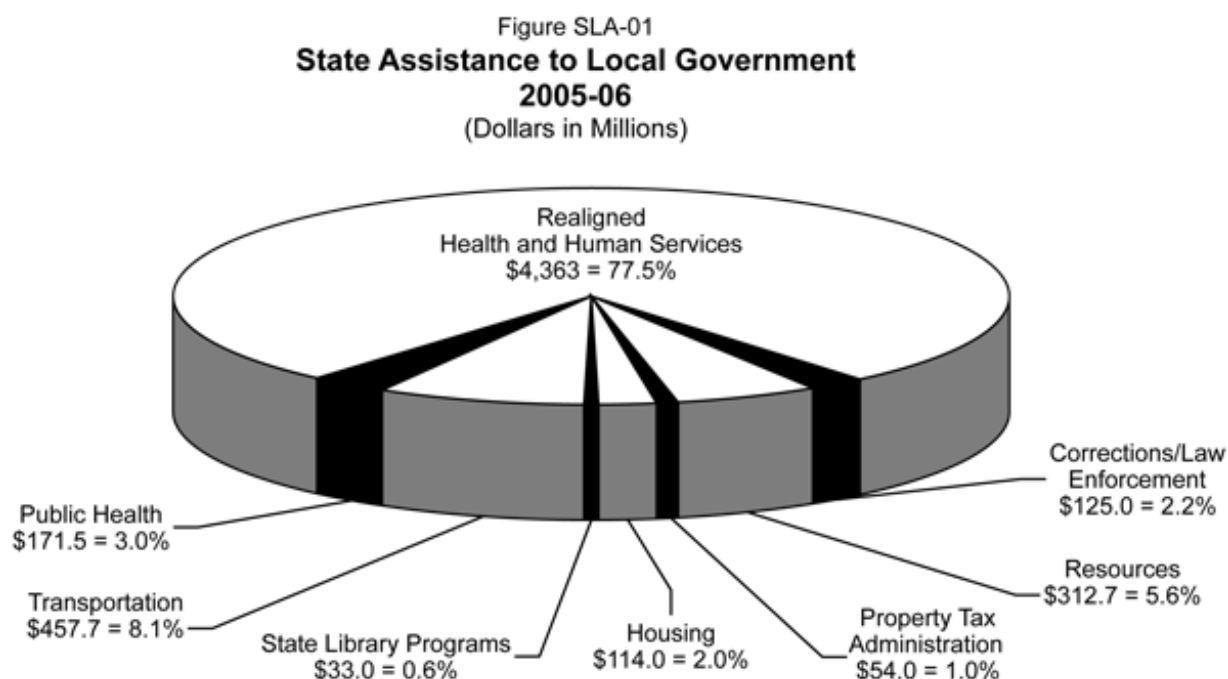 Figure SLA-01
State Assistance to Local Government
2005-06
(Dollars in Millions)
Realigned
Health and Human Services
$4,363 = 77.5%
Corrections/Law
Enforcement
$125.0 = 2.2%
Public Health
$171.5 = 3.0%
Resources
$312.7 = 5.6%
Transportation
$457.7 = 8.1%
State Library Programs
$33.0 = 0.6%
Housing
$114.0 = 2.0%
Property Tax
Administration
$54.0 = 1.0%